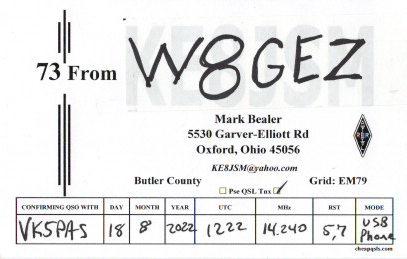 73 From W8GEZ
Mark Bealer
5530 Garver-Elliott Rd
Oxford, Ohio 45056
KE8JSM@yahoo.com
Butler County Grid: EM79
Pse QSL Tnx
CONFIRMING QSO WITH DAY MONTH YEAR UTC MHz RST MODE
VK5PAS 18 8 2022 1222 14.240 5,7 USB Phone
cheapqsls.com